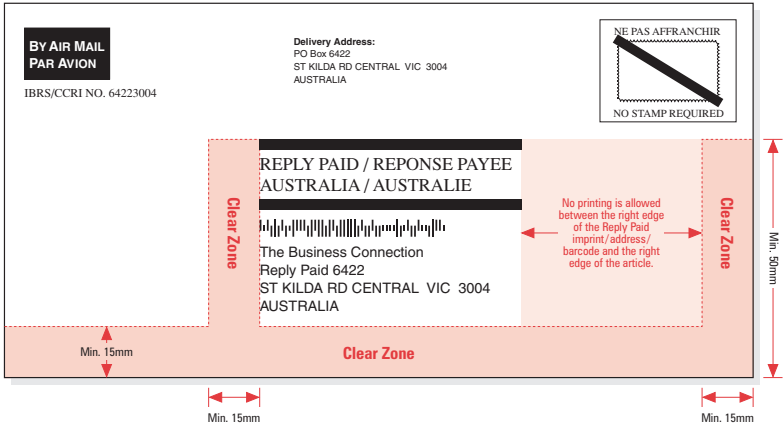 BY AIR MAIL
PAR AVION
IBRS/CCRI NO. 64223004
Delivery Address:
PO Box 6422
ST KILDA RD CENTRAL  VIC  3004
AUSTRALIA
NE PAS AFFRANCHIR
NO STAMP REQUIRED
REPLY PAID / REPONSE PAYEE
AUSTRALIA / AUSTRALIE
The Business Connection
Reply Paid 6422
ST KILDA RD CENTRAL  VIC  3004
AUSTRALIA
Clear Zone
No printing is allowed
between the right edge
of the Reply Paid
imprint/address/
barcode and the right
edge of the article.
Clear Zone
Min. 50mm
Min. 15mm
Clear Zone
Min. 15mm
Min. 15mm